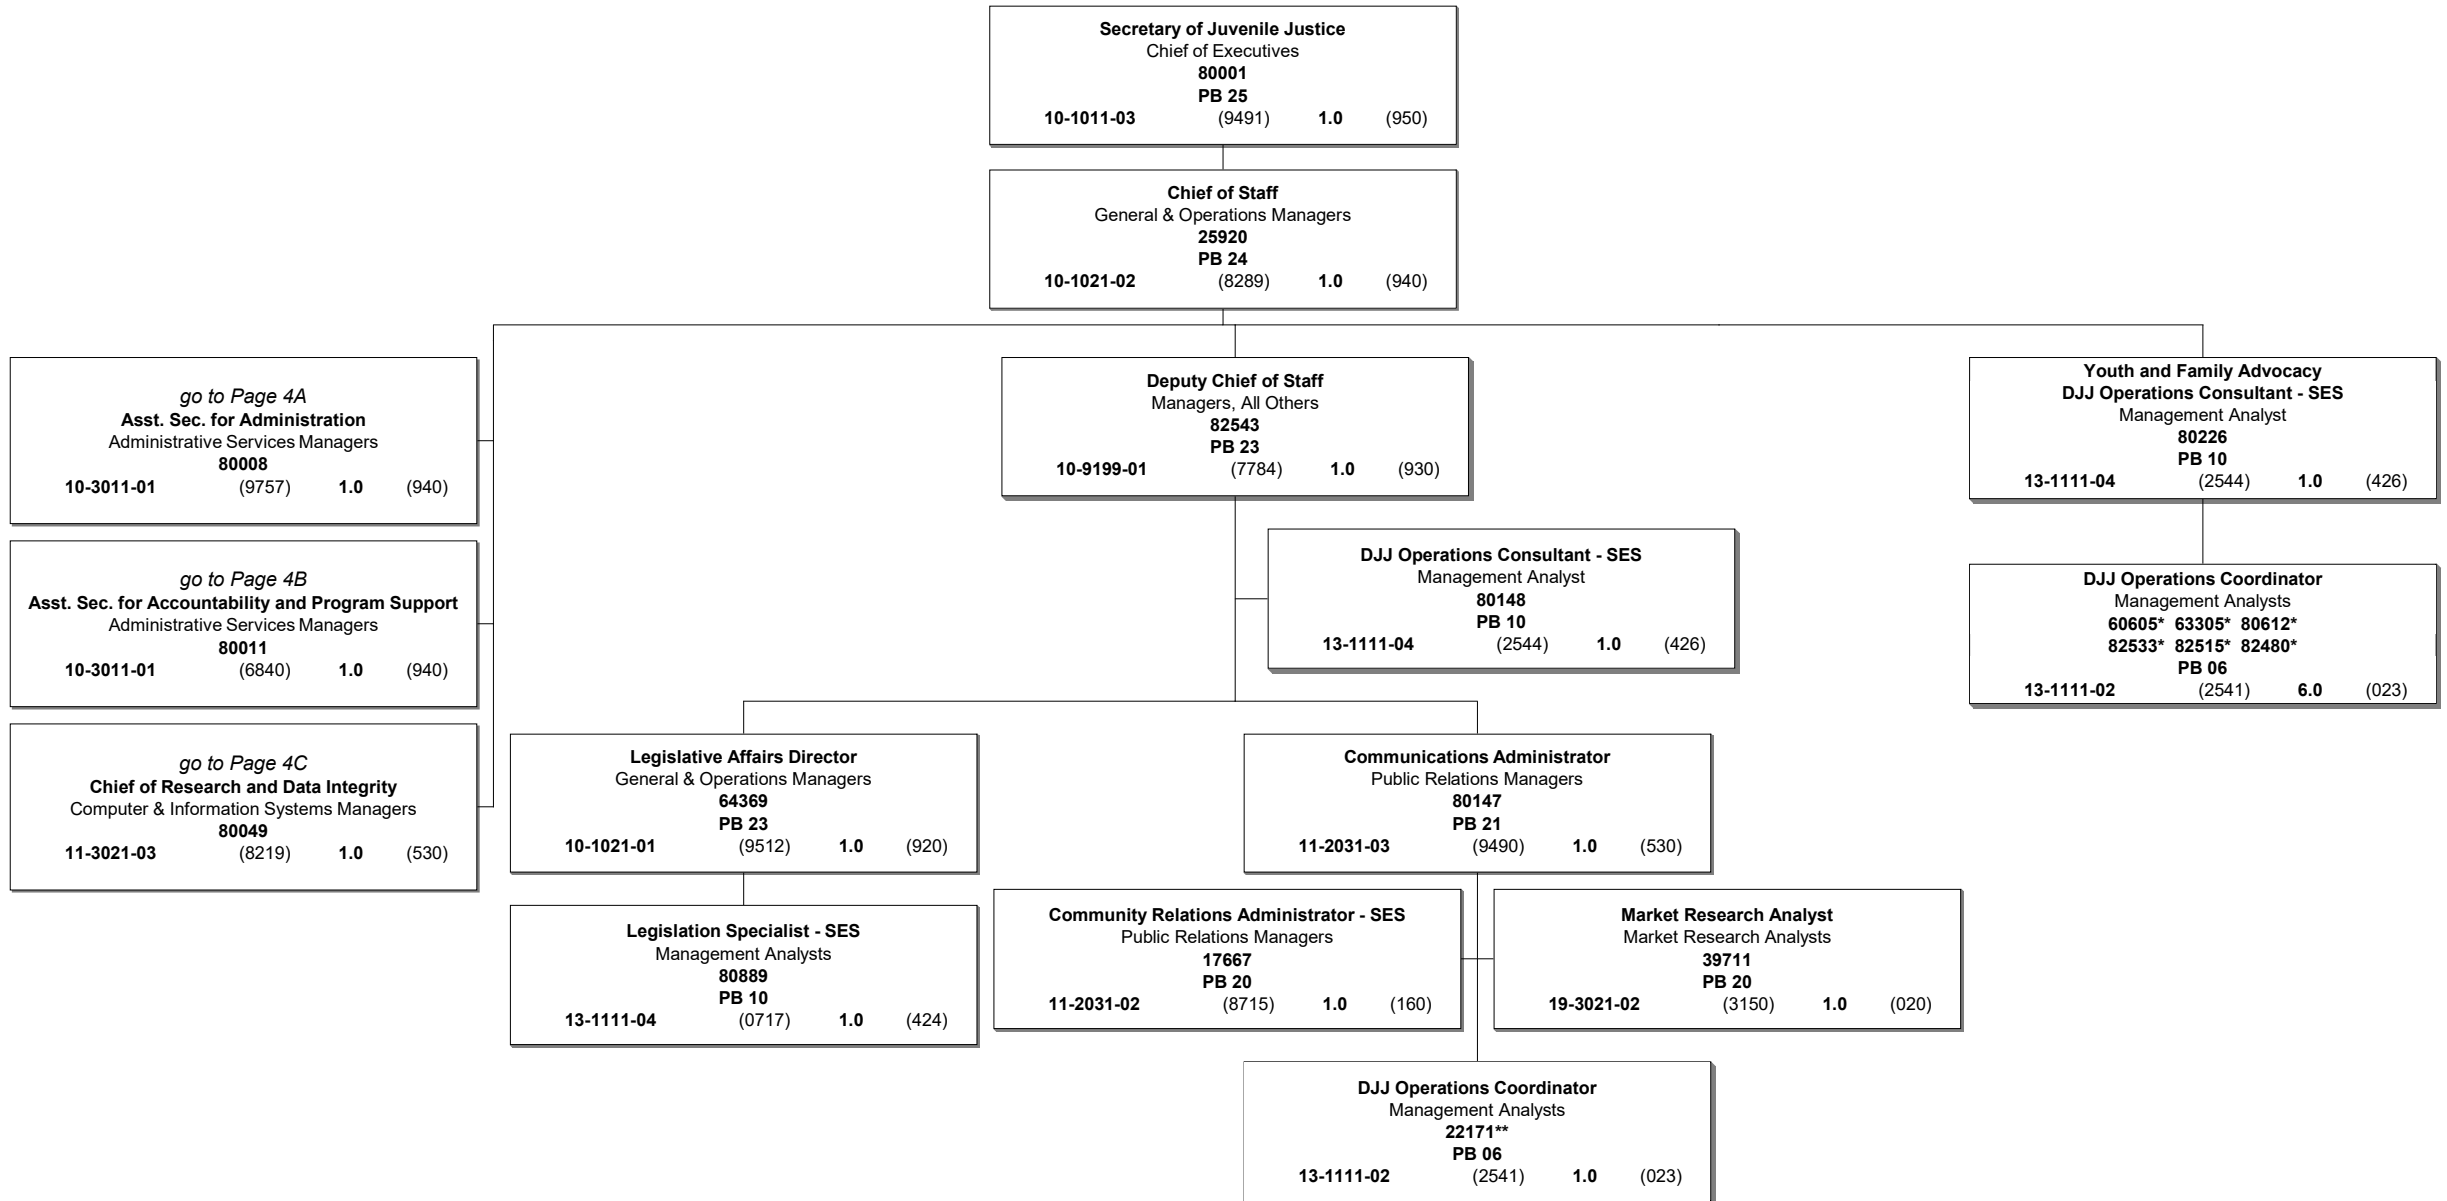 Secretary of Juvenile Justice
Chief of Executives
80001
PB 25
10-1011-03 (9491) 1.0 (950)
Chief of Staff
General & Operations Managers
25920
PB 24
10-1021-02 (8289) 1.0 (940)
go to Page 4A
Asst. Sec. for Administration
Administrative Services Managers
80008
10-3011-01 (9757) 1.0 (940)
go to Page 4B
Asst. Sec. for Accountability and Program Support
Administrative Services Managers
80011
10-3011-01 (6840) 1.0 (940)
go to Page 4C
Chief of Research and Data Integrity
Computer & Information Systems Managers
80049
11-3021-03 (8219) 1.0 (530)
Deputy Chief of Staff
Managers, All Others
82543
PB 23
10-9199-01 (7784) 1.0 (930)
DJJ Operations Consultant - SES
Management Analyst
80148
PB 10
13-1111-04 (2544) 1.0 (426)
Legislative Affairs Director
General & Operations Managers
64369
PB 23
10-1021-01 (9512) 1.0 (920)
Legislation Specialist - SES
Management Analysts
80889
PB 10
13-1111-04 (0717) 1.0 (424)
Communications Administrator
Public Relations Managers
80147
PB 21
11-2031-03 (9490) 1.0 (530)
Community Relations Administrator - SES
Public Relations Managers
17667
PB 20
11-2031-02 (8715) 1.0 (160)
Market Research Analyst
Market Research Analysts
39711
PB 20
19-3021-02 (3150) 1.0 (020)
DJJ Operations Coordinator
Management Analysts
22171**
PB 06
13-1111-02 (2541) 1.0 (023)
Youth and Family Advocacy
DJJ Operations Consultant - SES
Management Analyst
80226
PB 10
13-1111-04 (2544) 1.0 (426)
DJJ Operations Coordinator
Management Analysts
60605* 63305* 80612*
82533* 82515* 82480*
PB 06
13-1111-02 (2541) 6.0 (023)